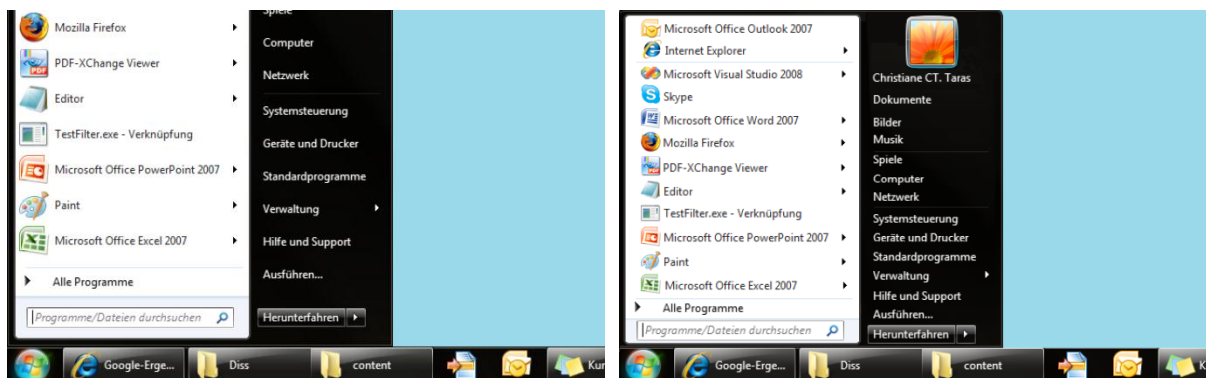 Spiele
Mozilla Firefox
PDF-XChange Viewer
Editor
TestFilter.exe - Verknüpfung
Microsoft Office PowerPoint 2007
Paint
Microsoft Office Excel 2007
Alle Programme
Programme/Dateien durchsuchen
Computer
Netzwerk
Systemsteuerung
Geräte und Drucker
Standardprogramme
Verwaltung
Hilfe und Support
Ausführen...
Herunterfahren
Google-Erge...
Diss
content
Kur
Microsoft Office Outlook 2007
Internet Explorer
Microsoft Visual Studio 2008
Skype
Microsoft Office Word 2007
Mozilla Firefox
PDF-XChange Viewer
Editor
TestFilter.exe - Verknüpfung
Microsoft Office PowerPoint 2007
Paint
Microsoft Office Excel 2007
Alle Programme
Programme/Dateien durchsuchen
Christiane CT. Taras
Dokumente
Bilder
Musik
Spiele
Computer
Netzwerk
Systemsteuerung
Geräte und Drucker
Standardprogramme
Verwaltung
Hilfe und Support
Ausführen...
Herunterfahren
Google-Erge...
Diss
content
K